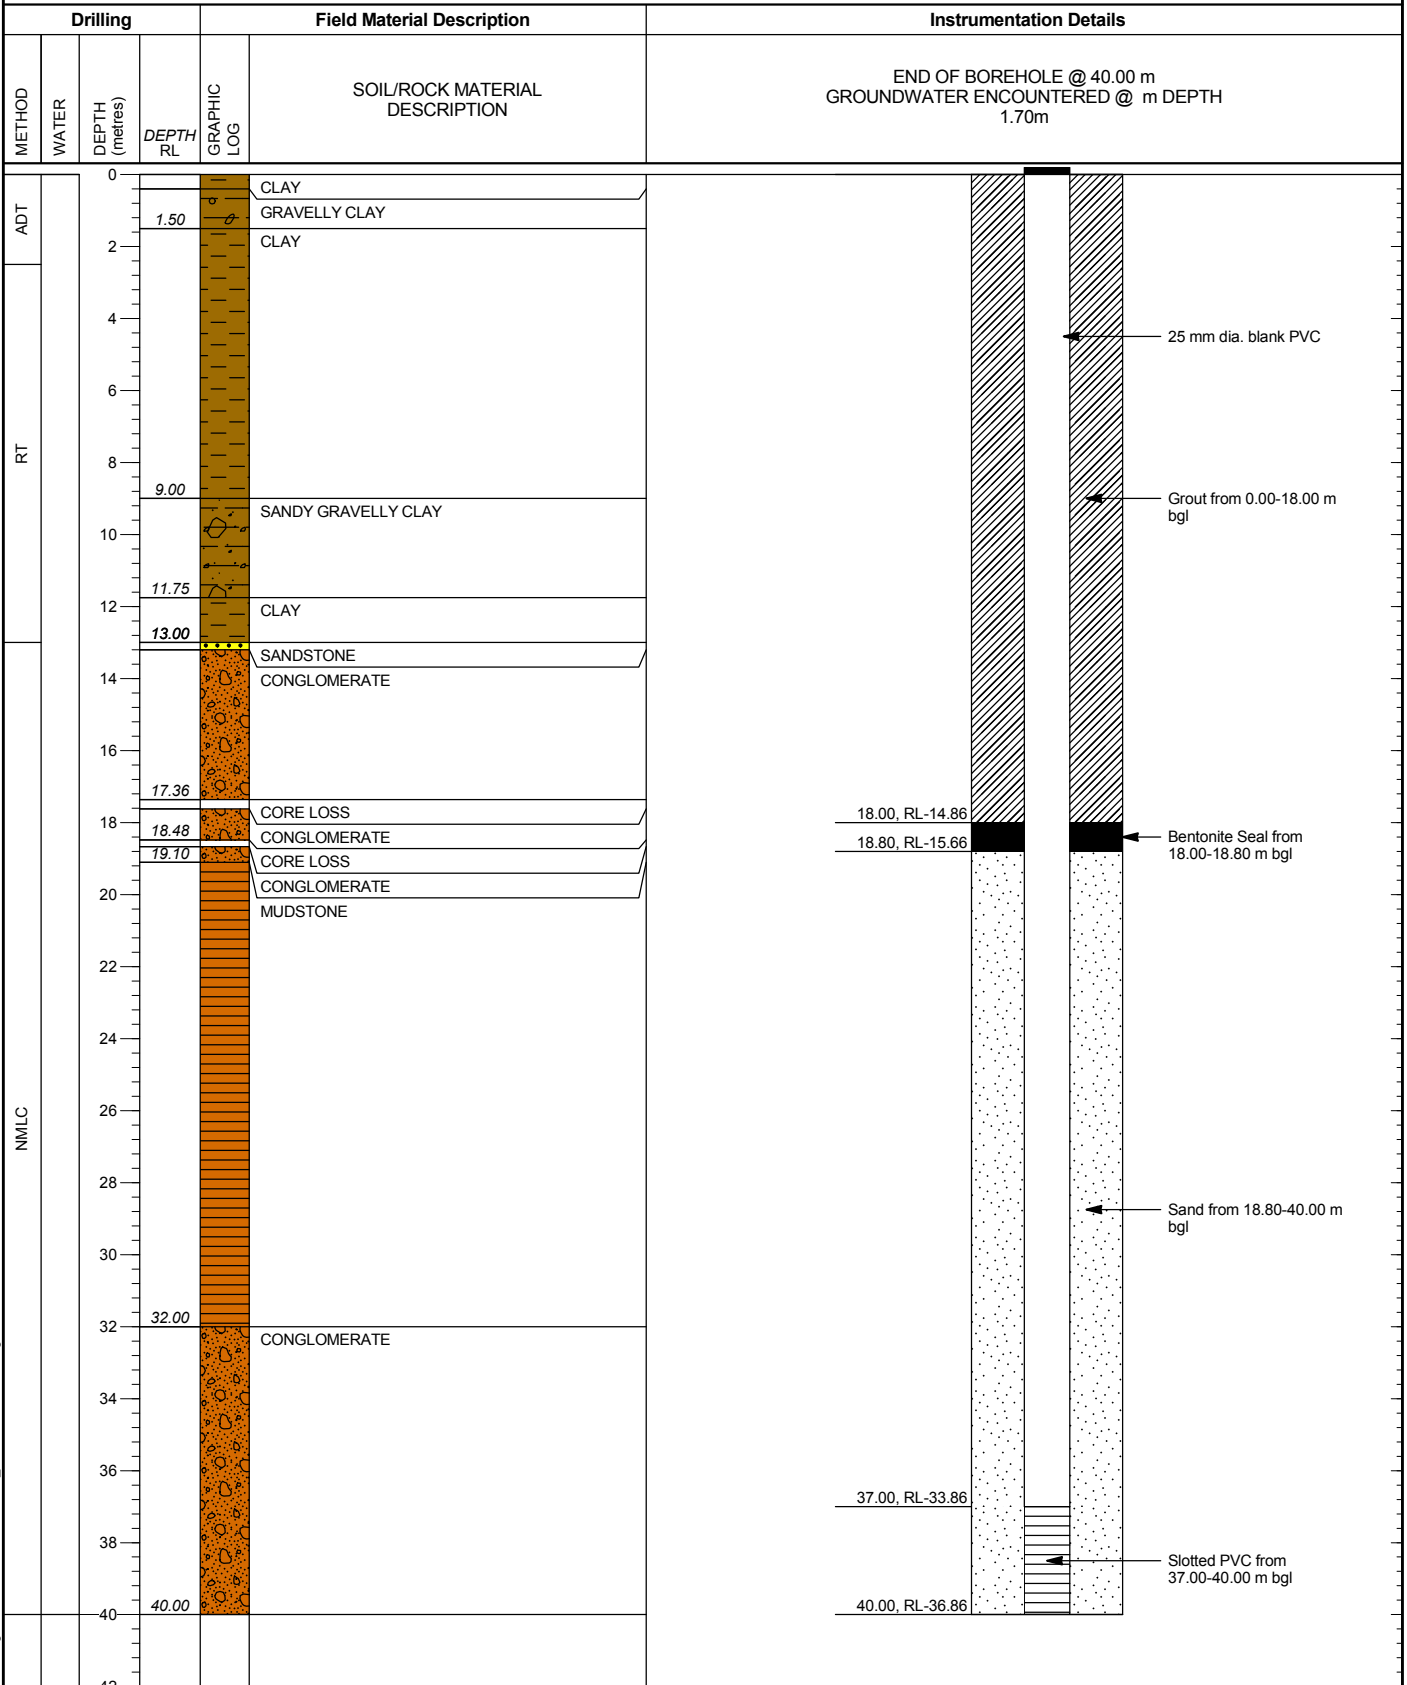 Drilling
Field Material Description
Instrumentation Details
METHOD
WATER
DEPTH
(metres)
DEPTH
RL
GRAPHIC
LOG
SOIL/ROCK MATERIAL
DESCRIPTION
END OF BOREHOLE @ 40.00 m
GROUNDWATER ENCOUNTERED @ m DEPTH
1.70m
ADT
RT
NMLC
0
2
4
6
8
10
12
14
16
18
20
22
24
26
28
30
32
34
36
38
40
1.50
9.00
11.75
13.00
17.36
18.48
19.10
32.00
40.00
CLAY
GRAVELLY CLAY
CLAY
SANDY GRAVELLY CLAY
CLAY
SANDSTONE
CONGLOMERATE
CORE LOSS
CONGLOMERATE
CORE LOSS
CONGLOMERATE
MUDSTONE
CONGLOMERATE
18.00, RL-14.86
18.80, RL-15.66
37.00, RL-33.86
40.00, RL-36.86
25 mm dia. blank PVC
Grout from 0.00-18.00 m
bgl
Bentonite Seal from
18.00-18.80 m bgl
Sand from 18.80-40.00 m
bgl
Slotted PVC from
37.00-40.00 m bgl